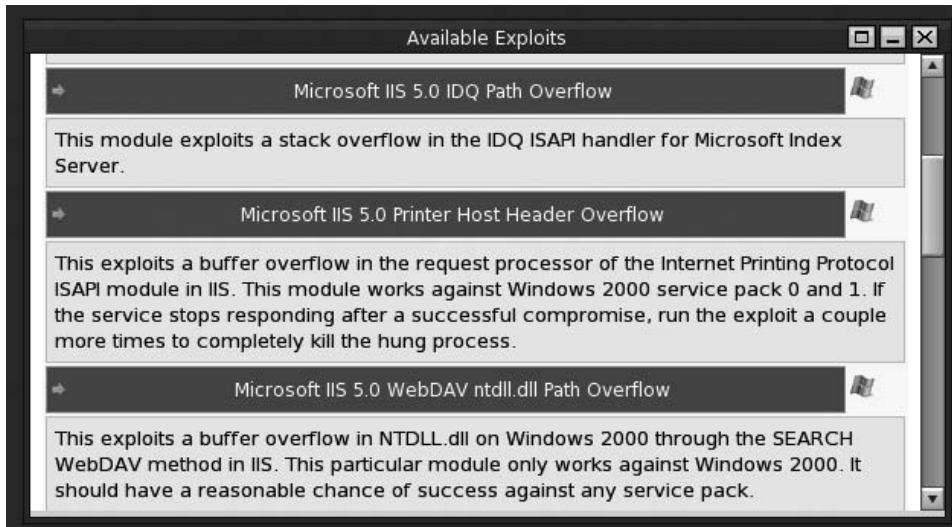 Available Exploits
Microsoft IIS 5.0 IDQ Path Overflow
This module exploits a stack overflow in the IDQ ISAPI handler for Microsoft Index
Server.
Microsoft IIS 5.0 Printer Host Header Overflow
This exploits a buffer overflow in the request processor of the Internet Printing Protocol
ISAPI module in IIS. This module works against Windows 2000 service pack 0 and 1. If
the service stops responding after a successful compromise, run the exploit a couple
more times to completely kill the hung process.
Microsoft IIS 5.0 WebDAV ntdll.dll Path Overflow
This exploits a buffer overflow in NTDLL.dll on Windows 2000 through the SEARCH
WebDAV method in IIS. This particular module only works against Windows 2000. It
should have a reasonable chance of success against any service pack.